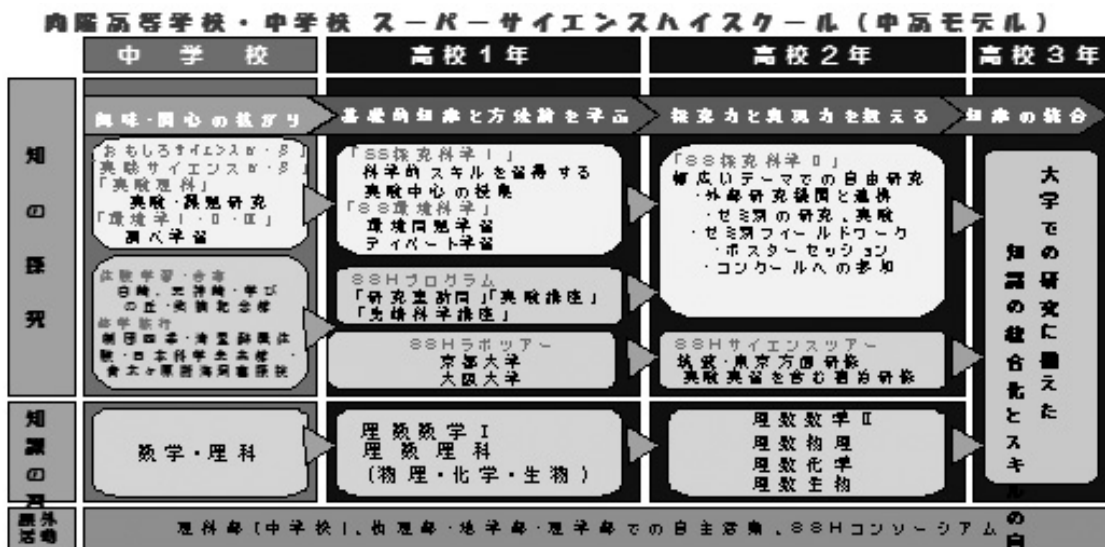 向陽高等学校・中学校 スーパーサイエンスハイスクール（中高モデル）
中学校
高校１年
高校２年
高校３年
興味・関心の拡がり
基礎的知識と方法論を学ぶ
探究力と表現力を鍛える
知識の統合
知の探究
「おもしろサイエンスα・β」
実験サイエンスα・β」
「実験理科」
実験・課題研究
「環境学Ⅰ・Ⅱ・Ⅲ」
調べ学習
「SS探究科学Ⅰ」
科学的スキルを習得する
実験中心の授業
「SS環境科学」
環境問題学習
ディベート学習
「SS探究科学Ⅱ」
幅広いテーマでの自由研究
・外部研究機関と連携
・ゼミ別の研究、実験
・ゼミ別フィールドワーク
・ポスターセッション
・コンクールへの参加
大学での研究に備えた
知識の統合化とスキルの自
体験学習・合宿
修学旅行
SSHプログラム
「研究室訪問」「実験講座」
「先端科学講座」
SSHラボツアー
京都大学
大阪大学
SSHサイエンスツアー
筑波・東京方面研修
実験実習を含む宿泊研修
数学・理科
理数数学Ⅰ
理数理科
（物理・化学・生物）
理数数学Ⅱ
理数物理
理数化学
理数生物
課外
活動
理科部［中学校］、物理部・地学部・理学部での自主活動、SSHコンソーシアム